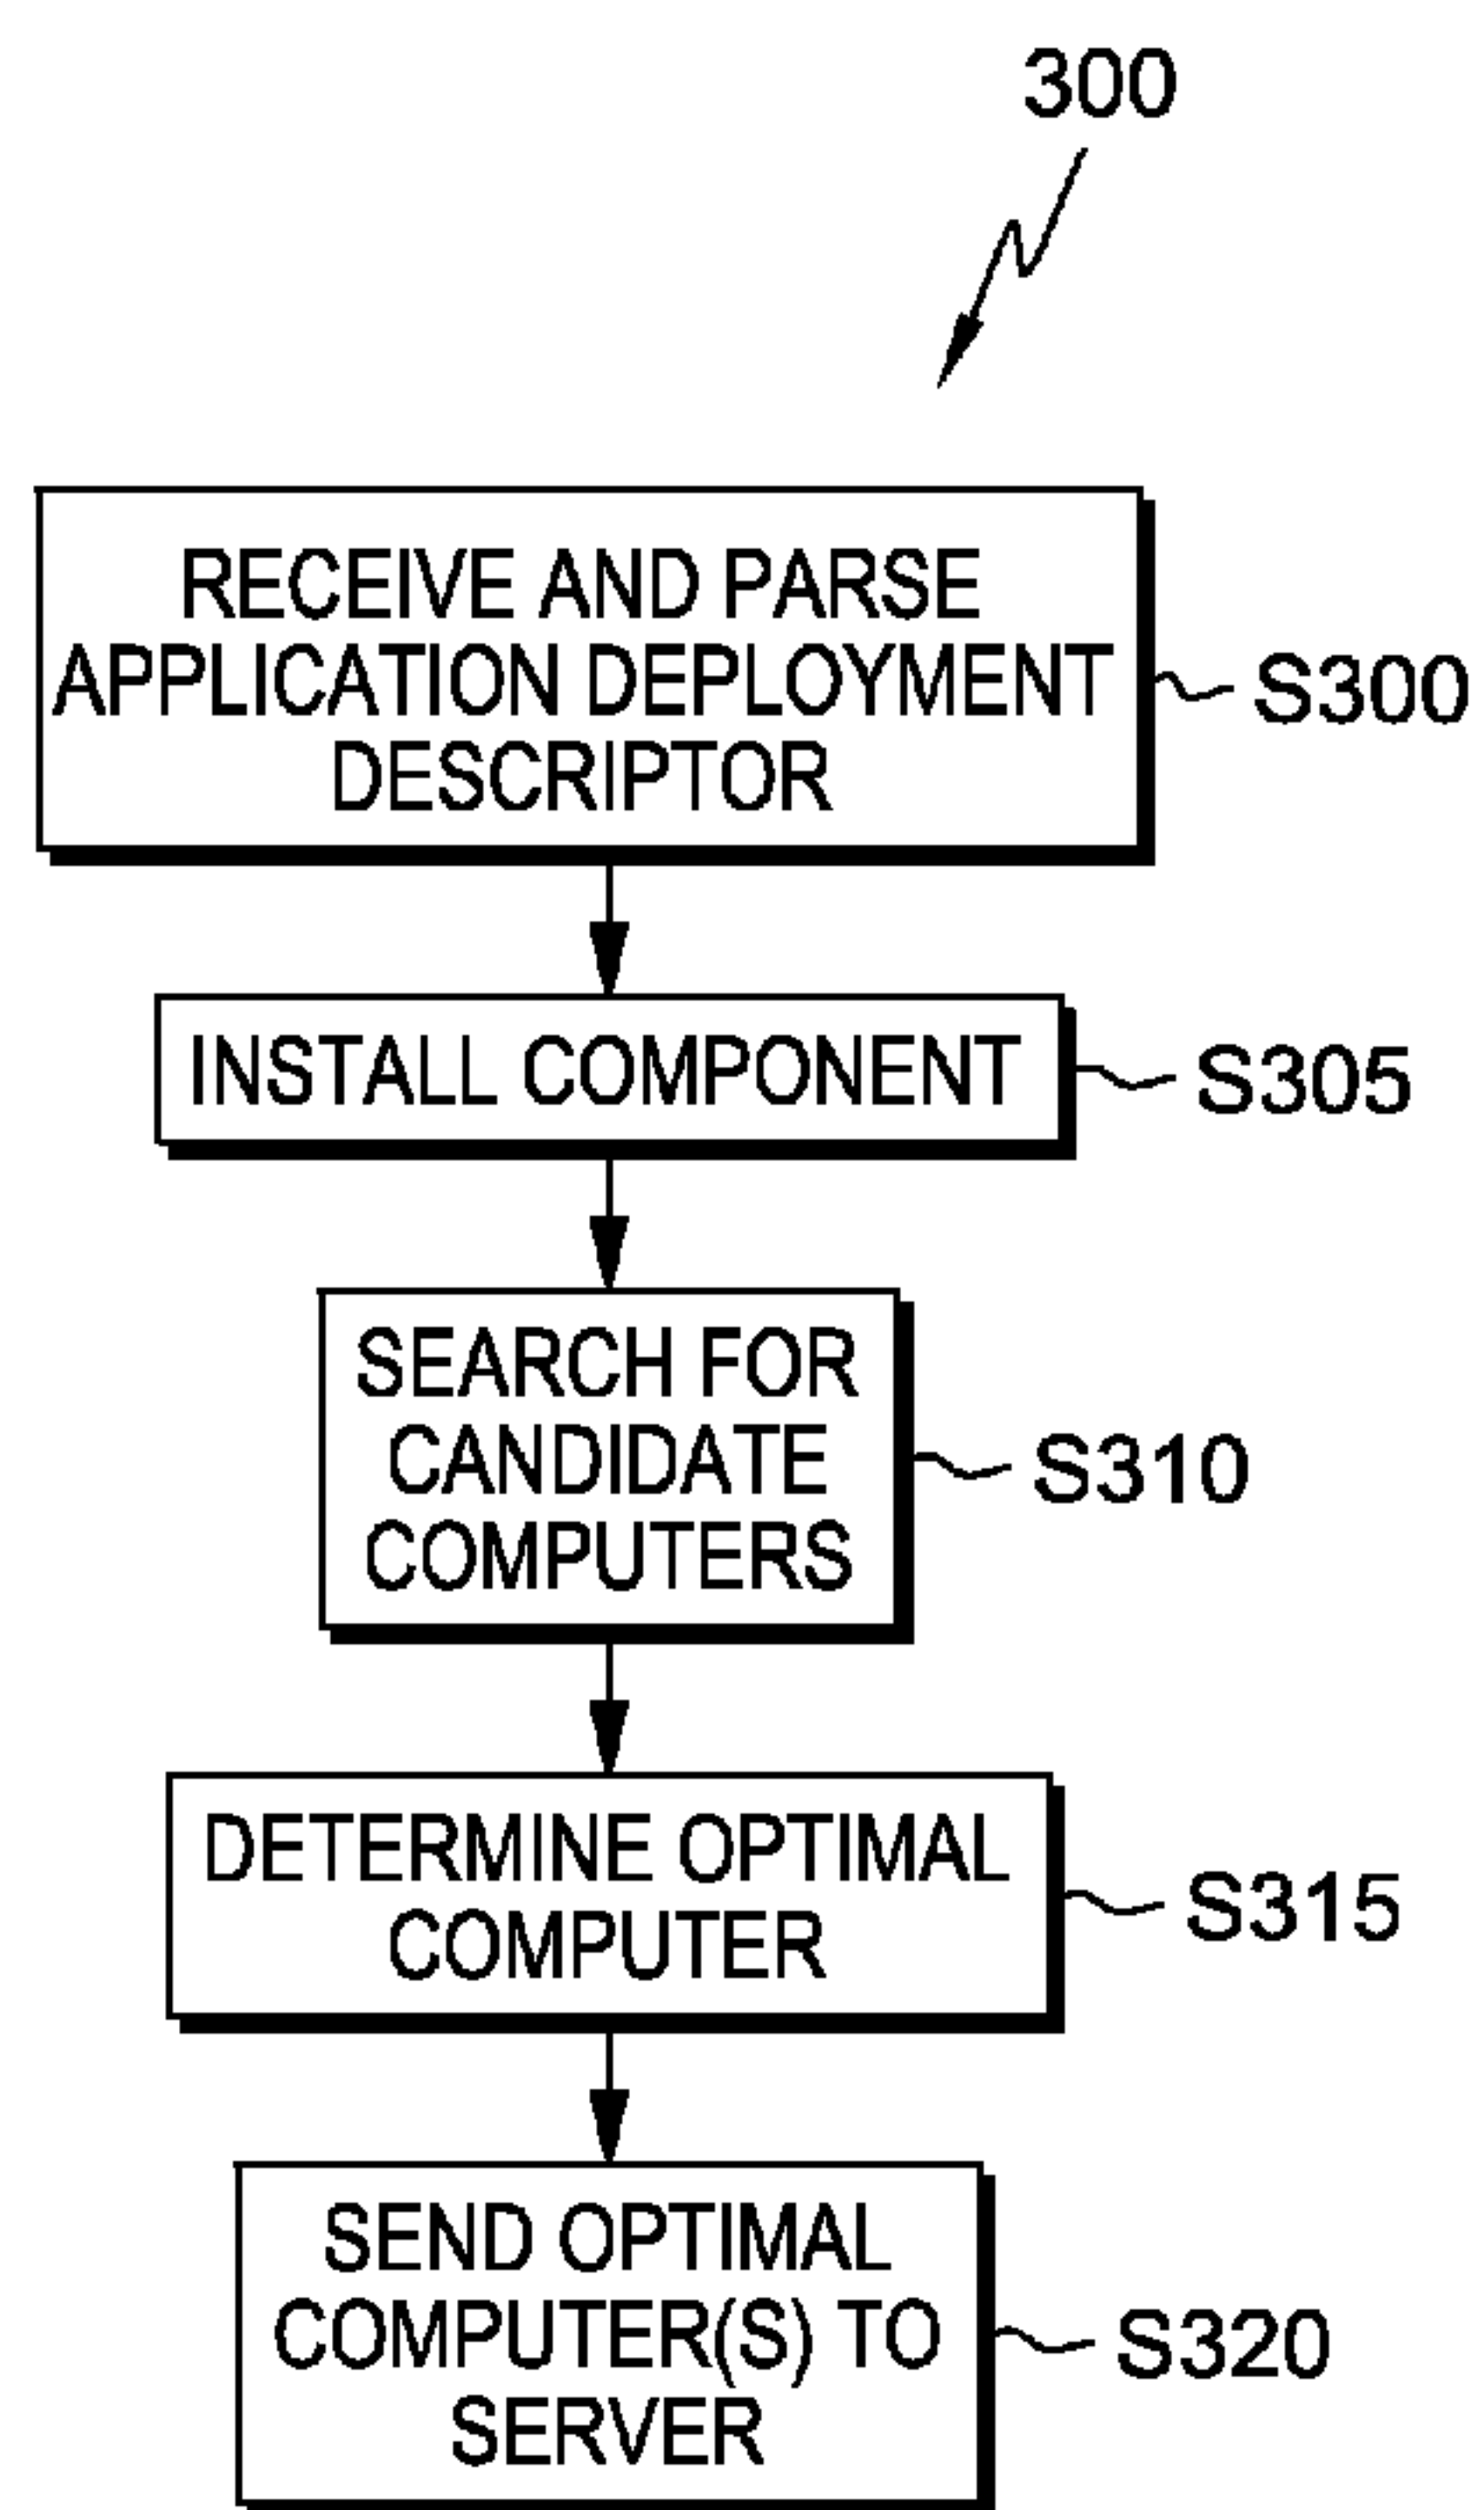 300
RECEIVE AND PARSE
APPLICATION DEPLOYMENT
DESCRIPTOR
S300
INSTALL COMPONENT
S305
SEARCH FOR
CANDIDATE
COMPUTERS
S310
DETERMINE OPTIMAL
COMPUTER
S315
SEND OPTIMAL
COMPUTER(S) TO
SERVER
S320